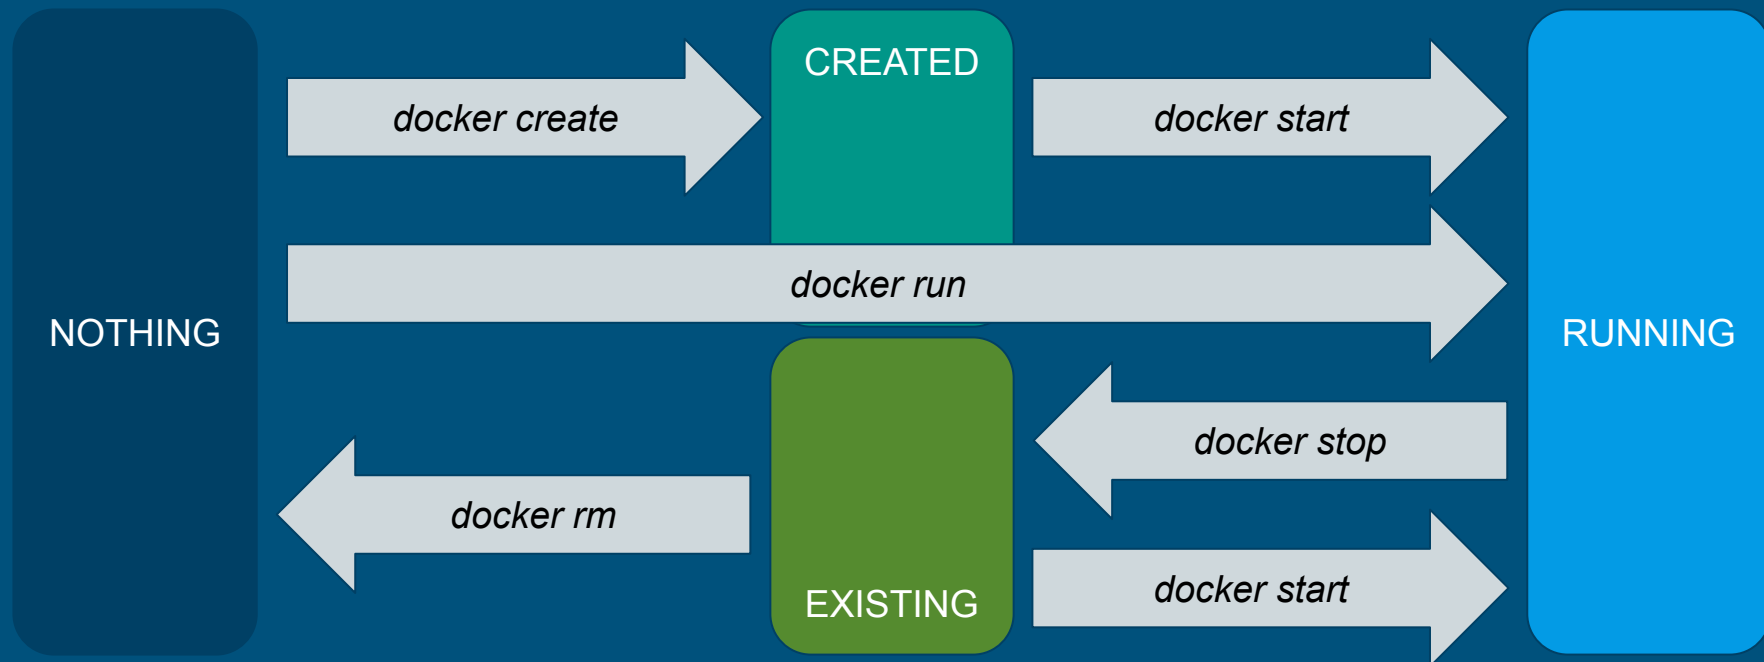 CREATED
docker create
docker start
docker run
NOTHING
RUNNING
docker stop
docker rm
docker start
EXISTING